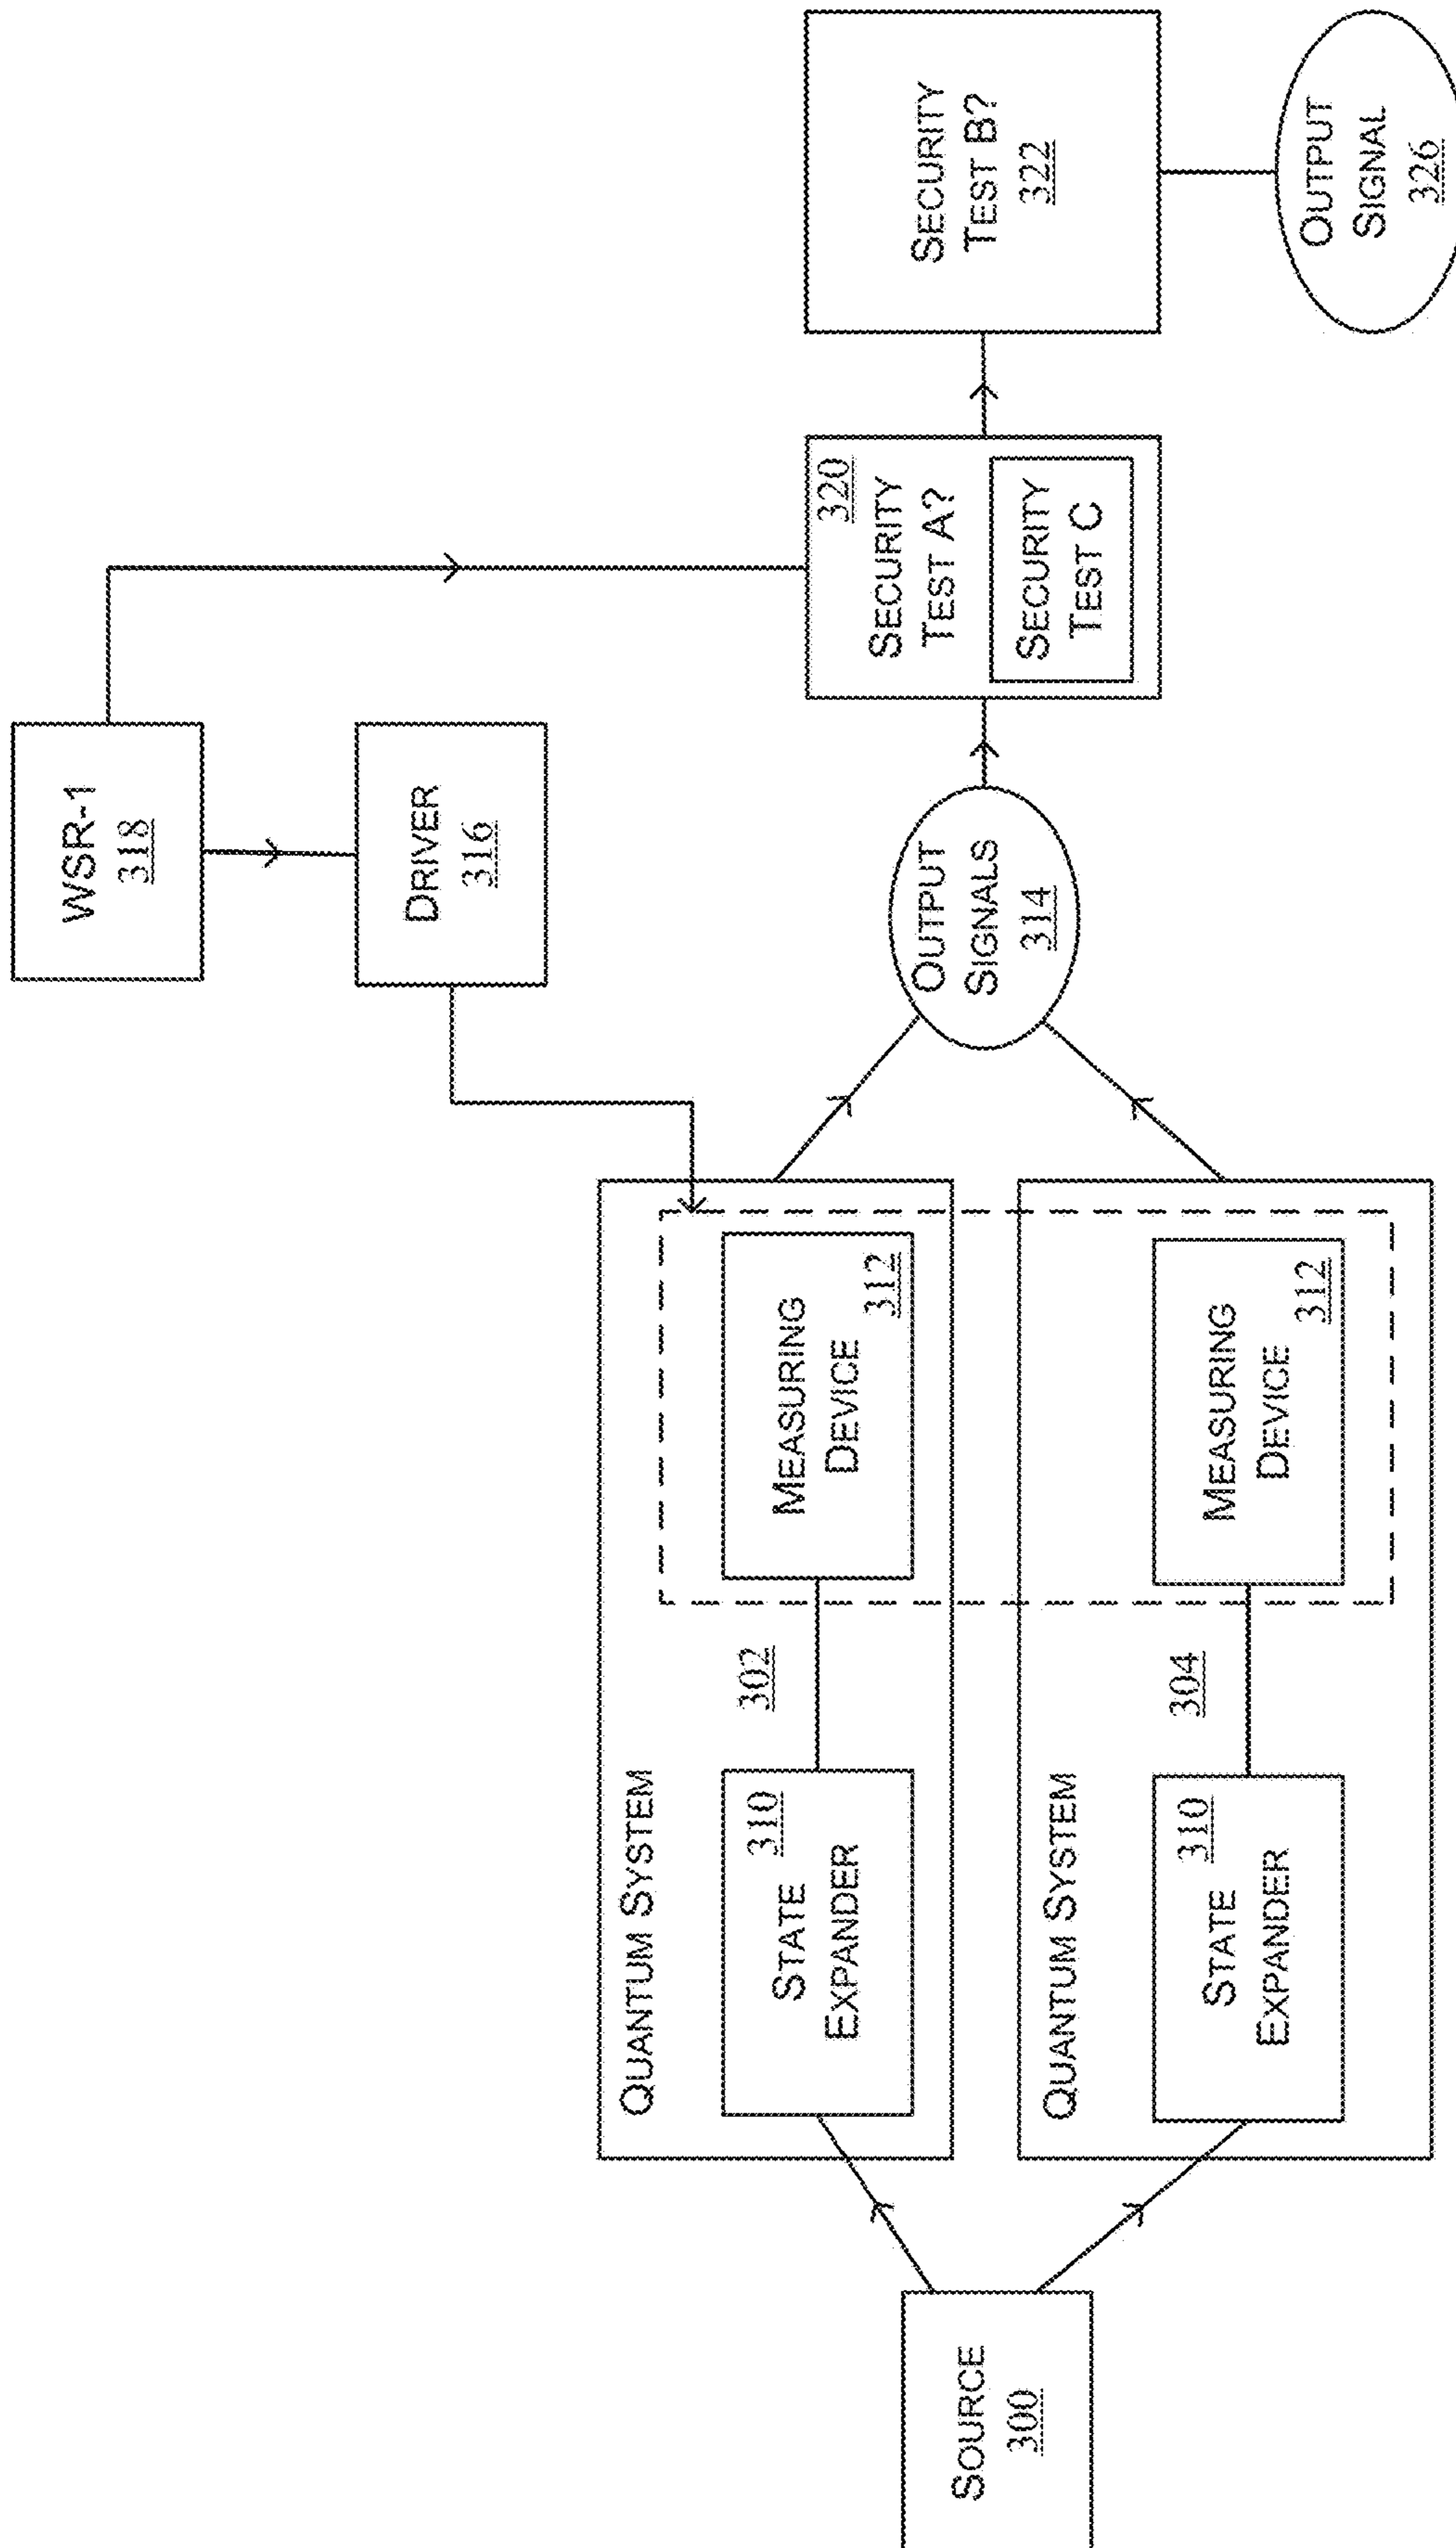 WSR-1
318
DRIVER
316
QUANTUM SYSTEM
STATE
EXPANDER
310
302
MEASURING
DEVICE
312
QUANTUM SYSTEM
STATE
EXPANDER
310
304
MEASURING
DEVICE
312
SOURCE
300
OUTPUT
SIGNALS
314
320
SECURITY
TEST A?
SECURITY
TEST C
SECURITY
TEST B?
322
OUTPUT
SIGNAL
326